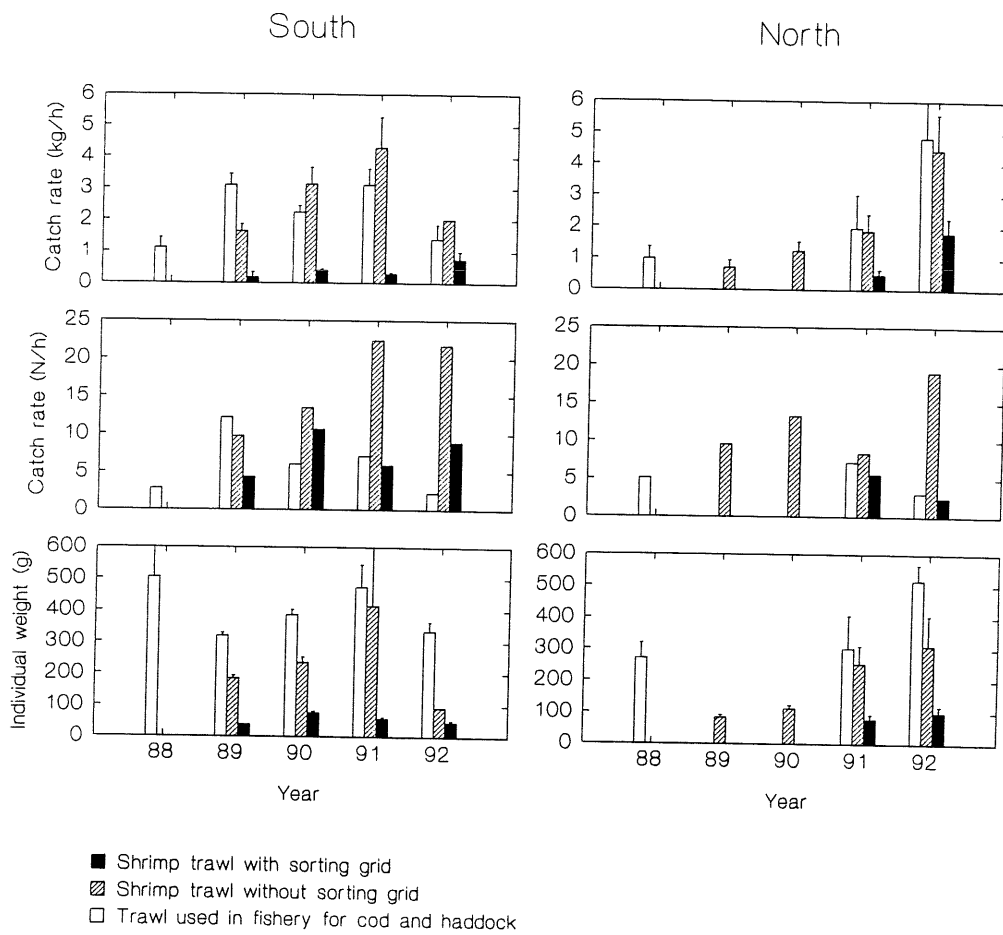 South
North
Catch rate (kg/h)
6
5
4
3
2
1
0
6
5
4
3
2
1
0
Catch rate (N/h)
25
20
15
10
5
0
Catch rate (N/h)
25
20
15
10
5
0
Individual weight (g)
600
500
400
300
200
100
0
88 89 90 91 92
Year
Individual weight (g)
600
500
400
300
200
100
0
88 89 90 91 92
Year
Shrimp trawl with sorting grid
Shrimp trawl without sorting grid
Trawl used in fishery for cod and haddock